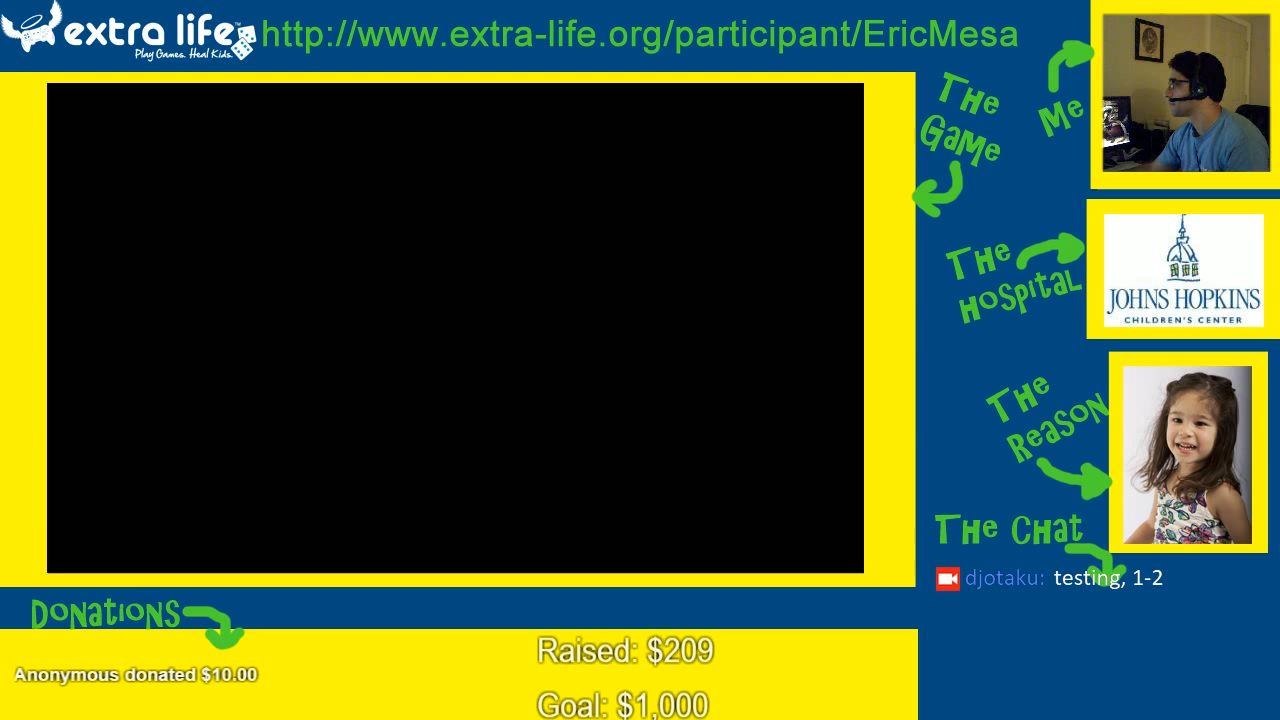 extra life
Play Games. Heal Kids.
http://www.extra-life.org/participant/EricMesa
The
Game
Me
The
Hospital
JOHNS HOPKINS
CHILDREN'S CENTER
The
Reason
The Chat
djotaku: testing, 1-2
Donations
Anonymous donated $10.00
Raised: $209
Goal: $1,000